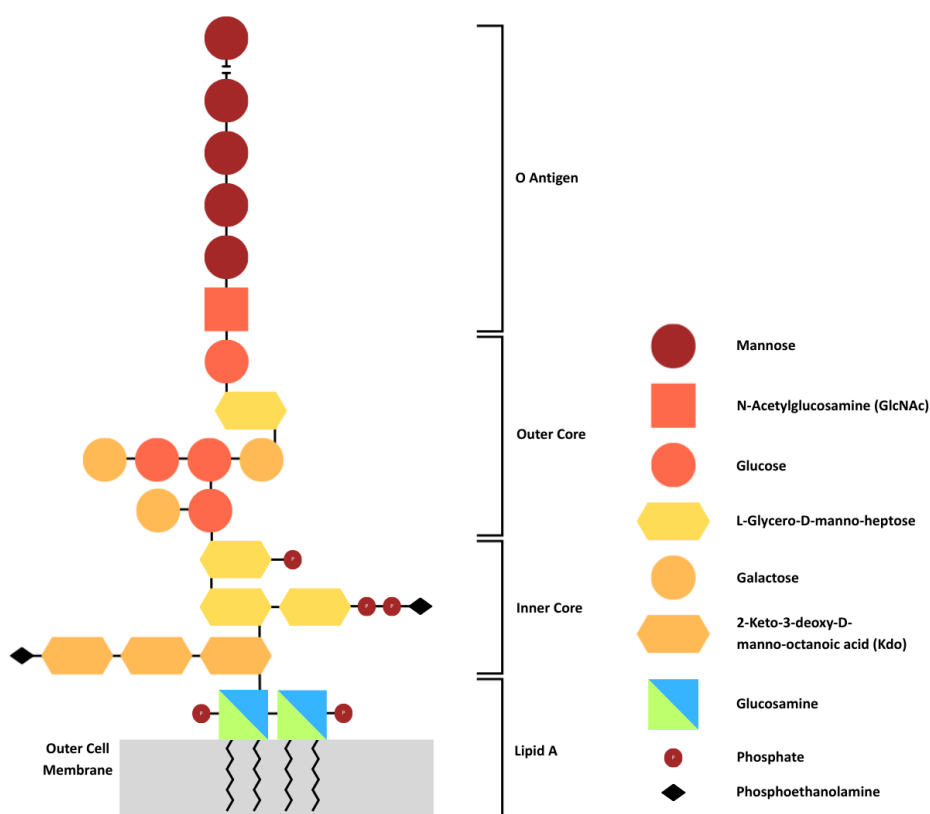 O Antigen
Outer Core
Inner Core
Lipid A
Outer Cell
Membrane
P
P
P
P
P
Mannose
N-Acetylglucosamine (GlcNAc)
Glucose
L-Glycero-D-manno-heptose
Galactose
2-Keto-3-deoxy-D-
manno-octanoic acid (Kdo)
Glucosamine
P
Phosphate
Phosphoethanolamine